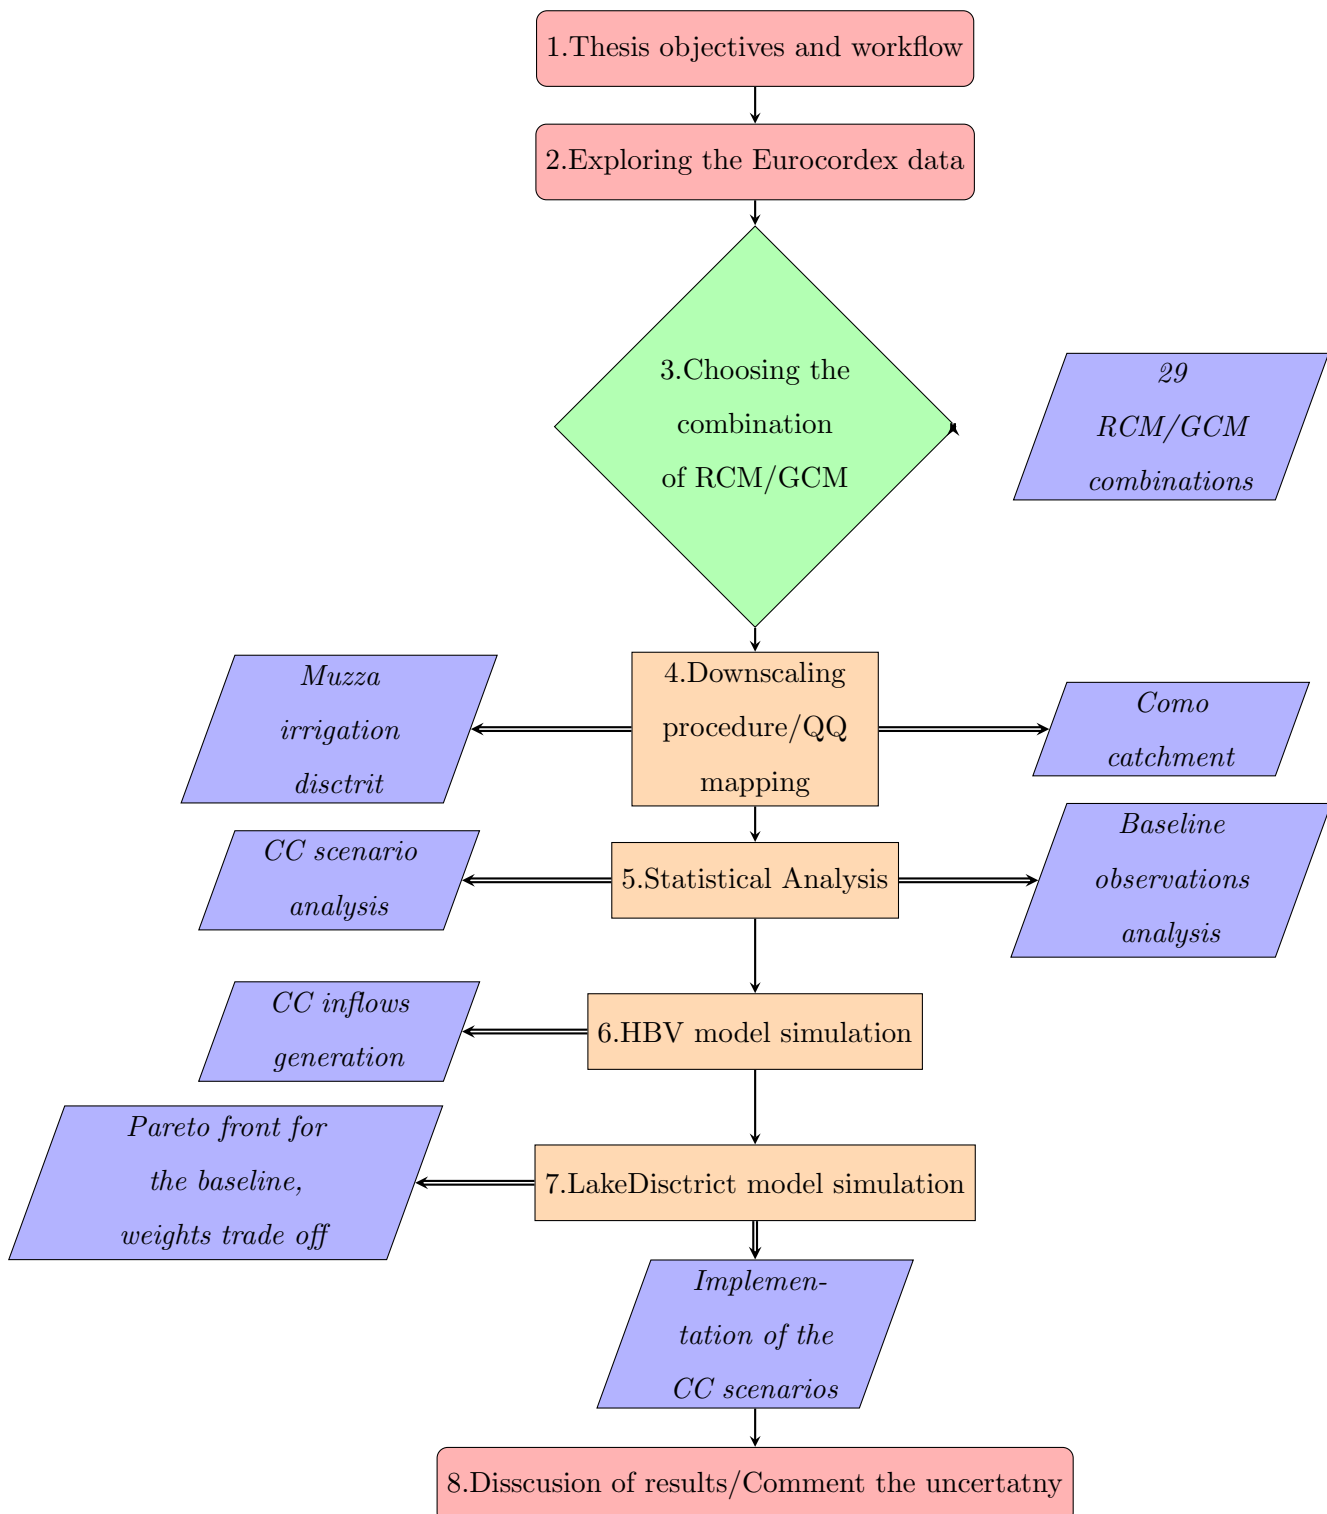 1.Thesis objectives and workflow
2.Exploring the Eurocordex data
3.Choosing the
combination
of RCM/GCM
29
RCM/GCM
combinations
Muzza
irrigation
disctrit
4.Downscaling
procedure/QQ
mapping
Como
catchment
CC scenario
analysis
5.Statistical Analysis
Baseline
observations
analysis
CC inflows
generation
6.HBV model simulation
Pareto front for
the baseline,
weights trade off
7.LakeDisctrict model simulation
Implemen-
tation of the
CC scenarios
8.Disscusion of results/Comment the uncertatny